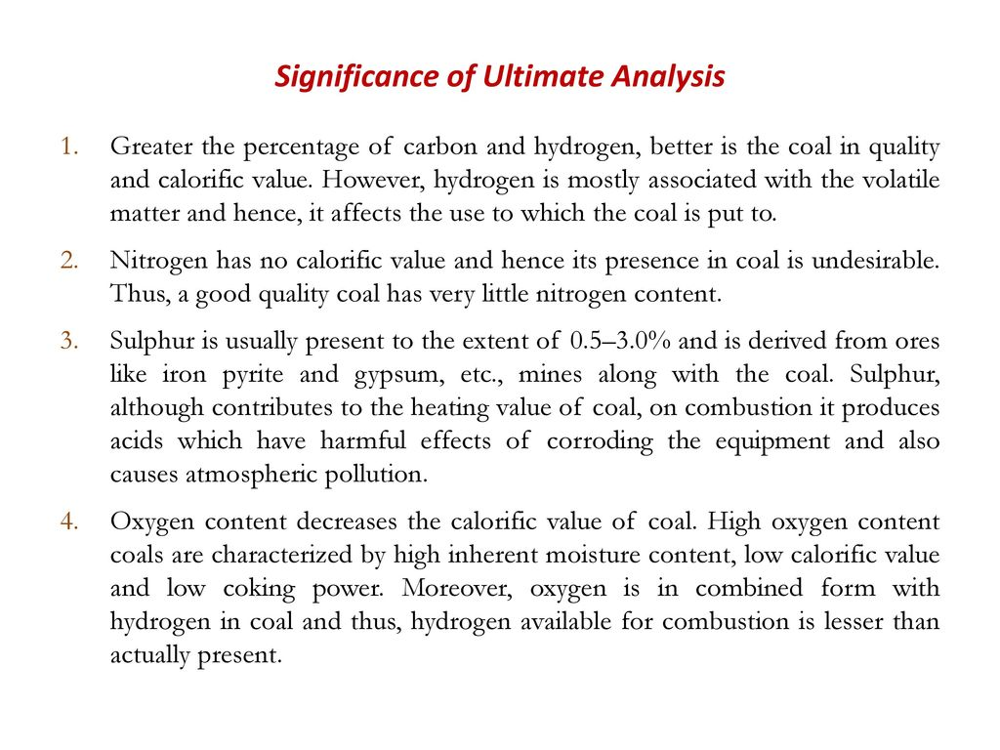 Significance of Ultimate Analysis
1. Greater the percentage of carbon and hydrogen, better is the coal in quality
and calorific value. However, hydrogen is mostly associated with the volatile
matter and hence, it affects the use to which the coal is put to.
2. Nitrogen has no calorific value and hence its presence in coal is undesirable.
Thus, a good quality coal has very little nitrogen content.
3. Sulphur is usually present to the extent of 0.5–3.0% and is derived from ores
like iron pyrite and gypsum, etc., mines along with the coal. Sulphur,
although contributes to the heating value of coal, on combustion it produces
acids which have harmful effects of corroding the equipment and also
causes atmospheric pollution.
4. Oxygen content decreases the calorific value of coal. High oxygen content
coals are characterized by high inherent moisture content, low calorific value
and low coking power. Moreover, oxygen is in combined form with
hydrogen in coal and thus, hydrogen available for combustion is lesser than
actually present.